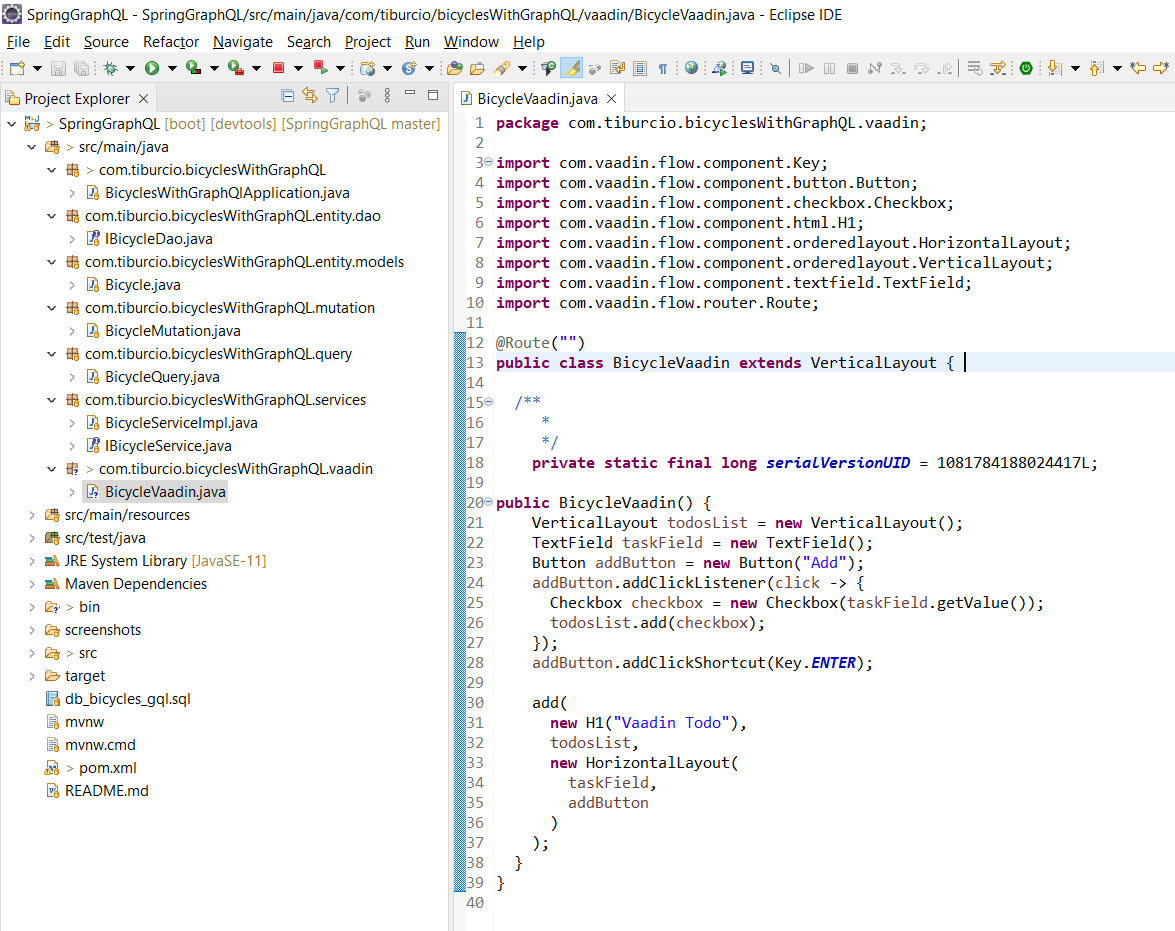 SpringGraphQL - SpringGraphQL/src/main/java/com/tiburcio/bicyclesWithGraphQL/vaadin/BicycleVaadin.java - Eclipse IDE
File Edit Source Refactor Navigate Search Project Run Window Help
Project Explorer
> SpringGraphQL [boot] [devtools] [SpringGraphQL master]
> src/main/java
> com.tiburcio.bicyclesWithGraphQL
BicyclesWithGraphQlApplication.java
com.tiburcio.bicyclesWithGraphQL.entity.dao
IBicycleDao.java
com.tiburcio.bicyclesWithGraphQL.entity.models
Bicycle.java
com.tiburcio.bicyclesWithGraphQL.mutation
BicycleMutation.java
com.tiburcio.bicyclesWithGraphQL.query
BicycleQuery.java
com.tiburcio.bicyclesWithGraphQL.services
BicycleServiceImpl.java
IBicycleService.java
> com.tiburcio.bicyclesWithGraphQL.vaadin
BicycleVaadin.java
src/main/resources
src/test/java
JRE System Library [JavaSE-11]
Maven Dependencies
> bin
screenshots
> src
target
db_bicycles_gql.sql
mvnw
mvnw.cmd
> pom.xml
README.md
BicycleVaadin.java
1 package com.tiburcio.bicyclesWithGraphQL.vaadin;
2
3 import com.vaadin.flow.component.Key;
4 import com.vaadin.flow.component.button.Button;
5 import com.vaadin.flow.component.checkbox.Checkbox;
6 import com.vaadin.flow.component.html.H1;
7 import com.vaadin.flow.component.orderedlayout.HorizontalLayout;
8 import com.vaadin.flow.component.orderedlayout.VerticalLayout;
9 import com.vaadin.flow.component.textfield.TextField;
10 import com.vaadin.flow.router.Route;
11
12 @Route("")
13 public class BicycleVaadin extends VerticalLayout {
14
15 /**
16 *
17 */
18 private static final long serialVersionUID = 1081784188024417L;
19
20 public BicycleVaadin() {
21 VerticalLayout todosList = new VerticalLayout();
22 TextField taskField = new TextField();
23 Button addButton = new Button("Add");
24 addButton.addClickListener(click -> {
25 Checkbox checkbox = new Checkbox(taskField.getValue());
26 todosList.add(checkbox);
27 });
28 addButton.addClickShortcut(Key.ENTER);
29
30 add(
31 new H1("Vaadin Todo"),
32 todosList,
33 new HorizontalLayout(
34 taskField,
35 addButton
36 )
37 );
38 }
39 }
40